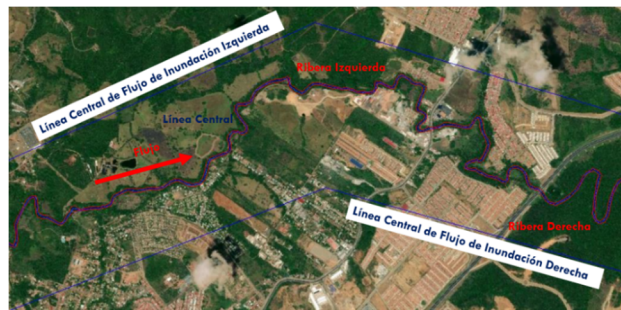 Línea Central de Flujo de Inundación Izquierda
Ribera Izquierda
Línea Central
Flujo
Línea Central de Flujo de Inundación Derecha
Ribera Derecha